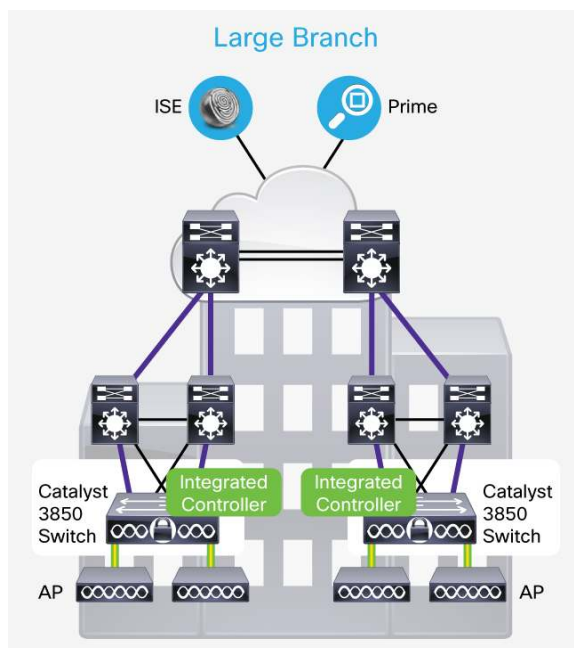 Large Branch
ISE
Prime
Catalyst
3850
Switch
Integrated
Controller
Integrated
Controller
Catalyst
3850
Switch
AP
AP